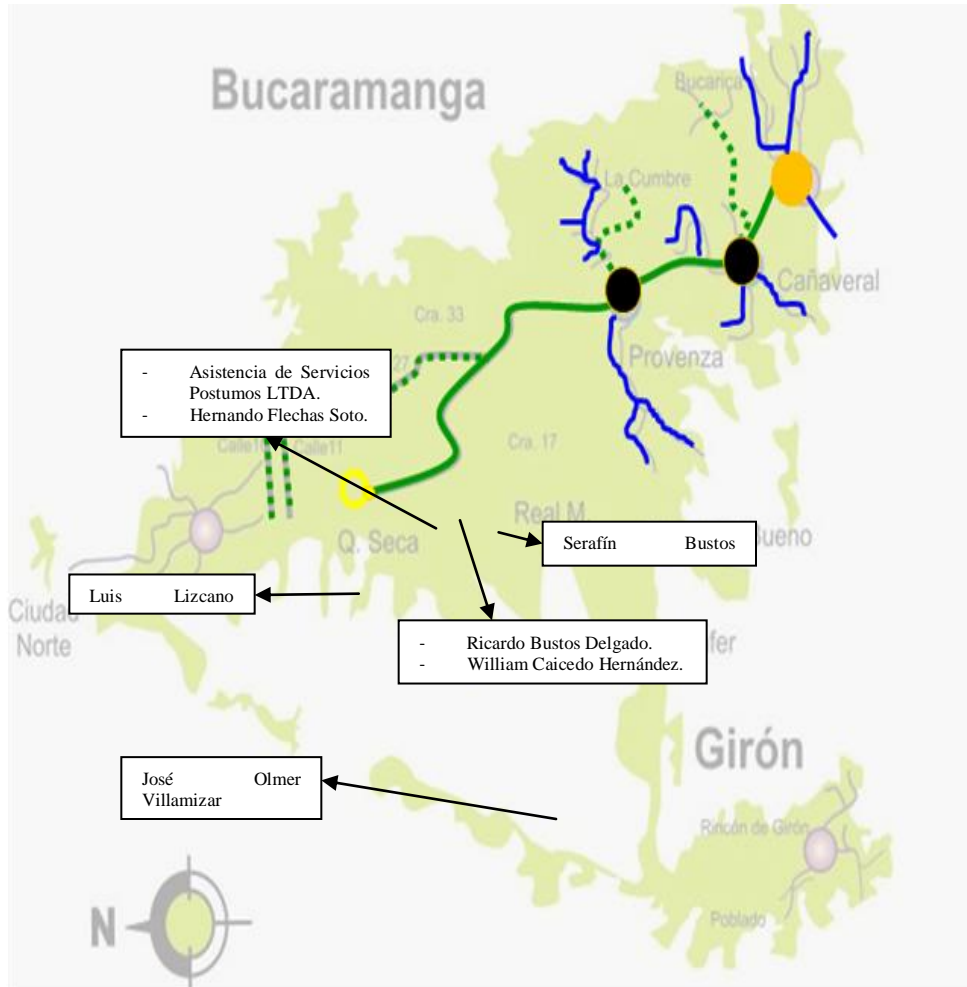 Bucaramanga
Bucarica
La Cumbre
Cañaveral
Cra. 33
Provenza
- Asistencia de Servicios
Postumos LTDA.
- Hernando Flechas Soto.
27
Cra. 17
Calle11
Real M.
Q. Seca
Serafín Bustos
Bueno
Luis Lizcano
Ciudad
Norte
- Ricardo Bustos Delgado.
- William Caicedo Hernández.
Girón
José Olmer
Villamizar
Rincón de Girón
Poblado
N